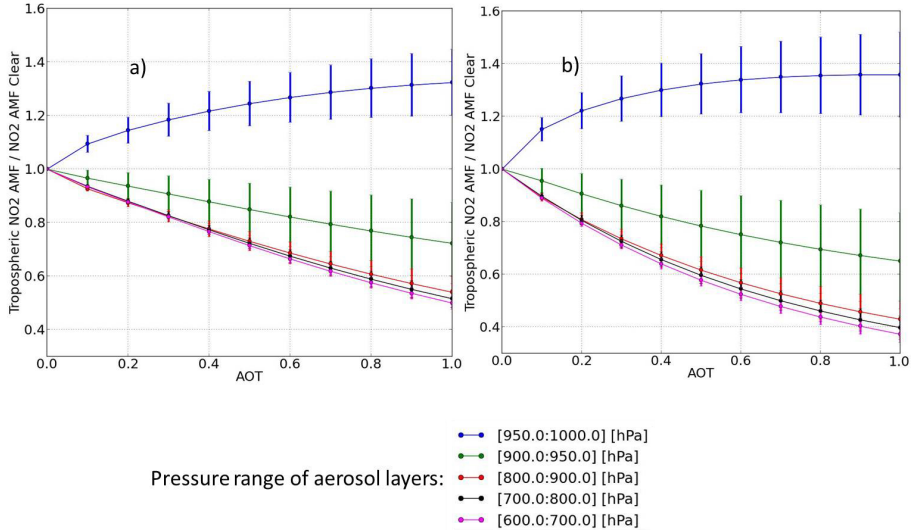 1.6
1.4
1.2
1.0
0.8
0.6
0.4
0.0
0.2
0.4
0.6
0.8
1.0
Tropospheric NO2 AMF / NO2 AMF Clear
AOT
a)
1.6
1.4
1.2
1.0
0.8
0.6
0.4
0.0
0.2
0.4
0.6
0.8
1.0
Tropospheric NO2 AMF / NO2 AMF Clear
AOT
b)
Pressure range of aerosol layers:
[950.0:1000.0] [hPa]
[900.0:950.0] [hPa]
[800.0:900.0] [hPa]
[700.0:800.0] [hPa]
[600.0:700.0] [hPa]